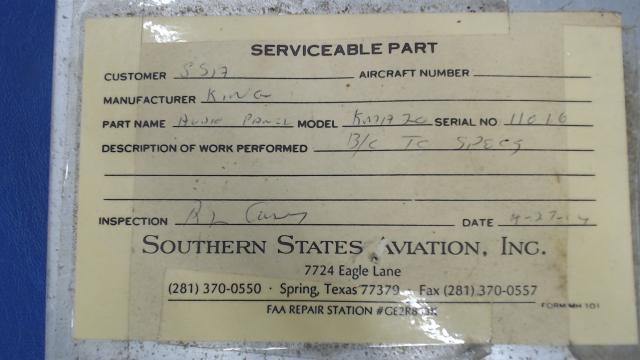 SERVICEABLE PART
CUSTOMER SSIA AIRCRAFT NUMBER
MANUFACTURER KING
PART NAME AUDIO PANEL MODEL KMA 20 SERIAL NO 11016
DESCRIPTION OF WORK PERFORMED B/C TO SPECS
INSPECTION
DATE
SOUTHERN STATES AVIATION, INC.
7724 Eagle Lane
(281) 370-0550 · Spring, Texas 77379 · Fax (281) 370-0557
FORM MH 101
FAA REPAIR STATION